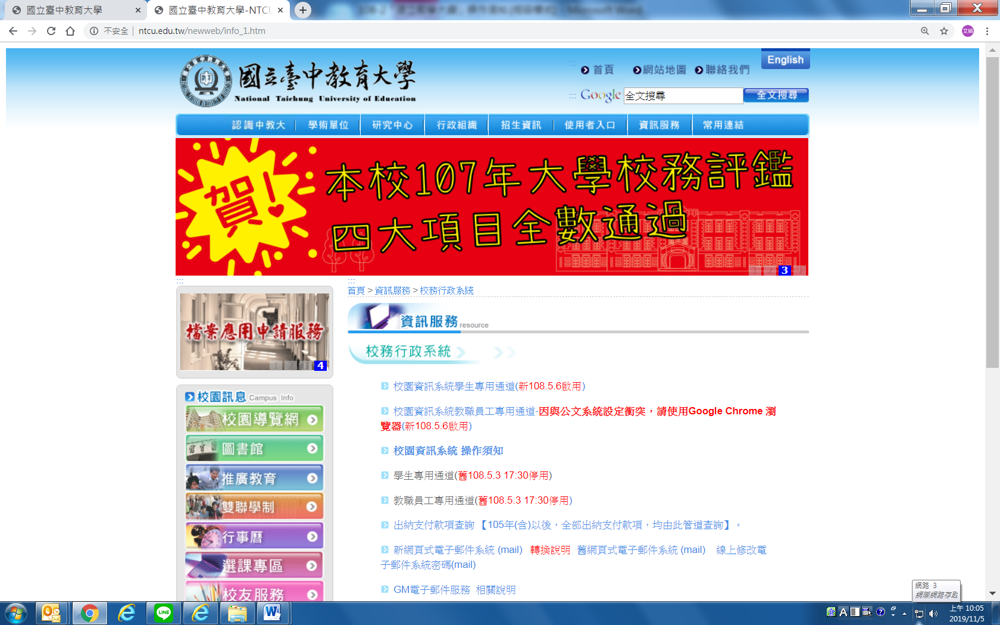 國立臺中教育大學
國立臺中教育大學-NTCU
不安全 ntcu.edu.tw/newweb/info_1.htm
艾娟
國立臺中教育大學
National Taichung University of Education
首頁 網站地圖 聯絡我們 English
Google 全文搜尋 全文搜尋
認識中教大 學術單位 研究中心 行政組織 招生資訊 使用者入口 資訊服務 常用連結
賀!
本校107年大學校務評鑑
四大項目全數通過
3
首頁 > 資訊服務 > 校務行政系統
檔案應用申請服務
4
資訊服務 resource
校務行政系統
校園訊息 Campus Info
校園導覽網
圖書館
推廣教育
雙聯學制
行事曆
選課專區
校友服務
校園資訊系統學生專用通道(新108.5.6啟用)
校園資訊系統教職員工專用通道-因與公文系統設定衝突，請使用Google Chrome 瀏
覽器(新108.5.6啟用)
校園資訊系統 操作須知
學生專用通道(舊108.5.3 17:30停用)
教職員工專用通道(舊108.5.3 17:30停用)
出納支付款項查詢 【105年(含)以後，全部出納支付款項，均由此管道查詢】。
新網頁式電子郵件系統 (mail) 轉換說明 舊網頁式電子郵件系統 (mail) 線上修改電
子郵件系統密碼(mail)
GM電子郵件服務 相關說明
網路 3
網際網路存取
LINE
上午 10:05
2019/11/5